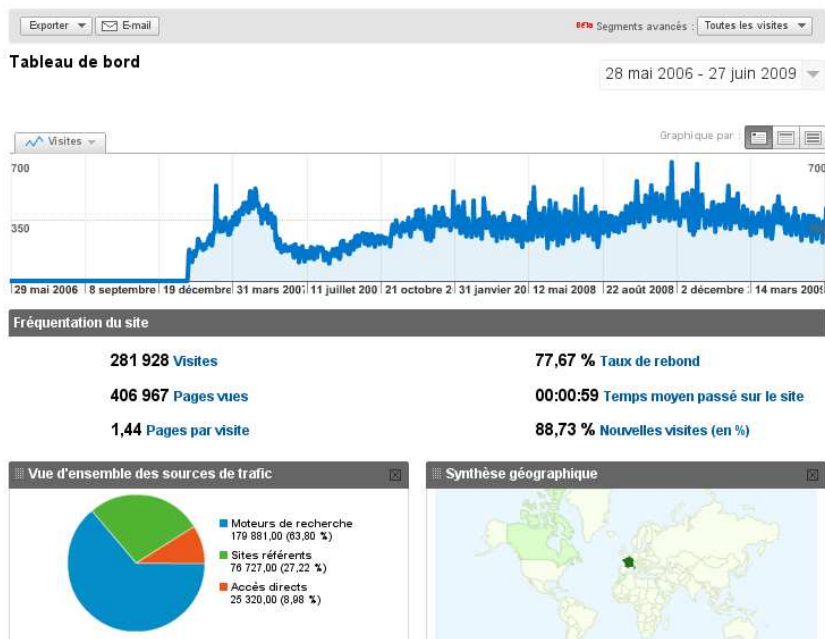 Exporter E-mail Bêta Segments avancés : Toutes les visites
Tableau de bord
28 mai 2006 - 27 juin 2009
Visites Graphique par :
700 700
350
29 mai 2006 8 septembre 19 décembre 31 mars 2007 11 juillet 200 21 octobre 2 31 janvier 20 12 mai 2008 22 août 2008 2 décembre 14 mars 2009
Fréquentation du site
281 928 Visites 77,67 % Taux de rebond
406 967 Pages vues 00:00:59 Temps moyen passé sur le site
1,44 Pages par visite 88,73 % Nouvelles visites (en %)
Vue d'ensemble des sources de trafic Synthèse géographique
Moteurs de recherche
179 881,00 (63,80 %)
Sites référents
76 727,00 (27,22 %)
Accès directs
25 320,00 (8,98 %)